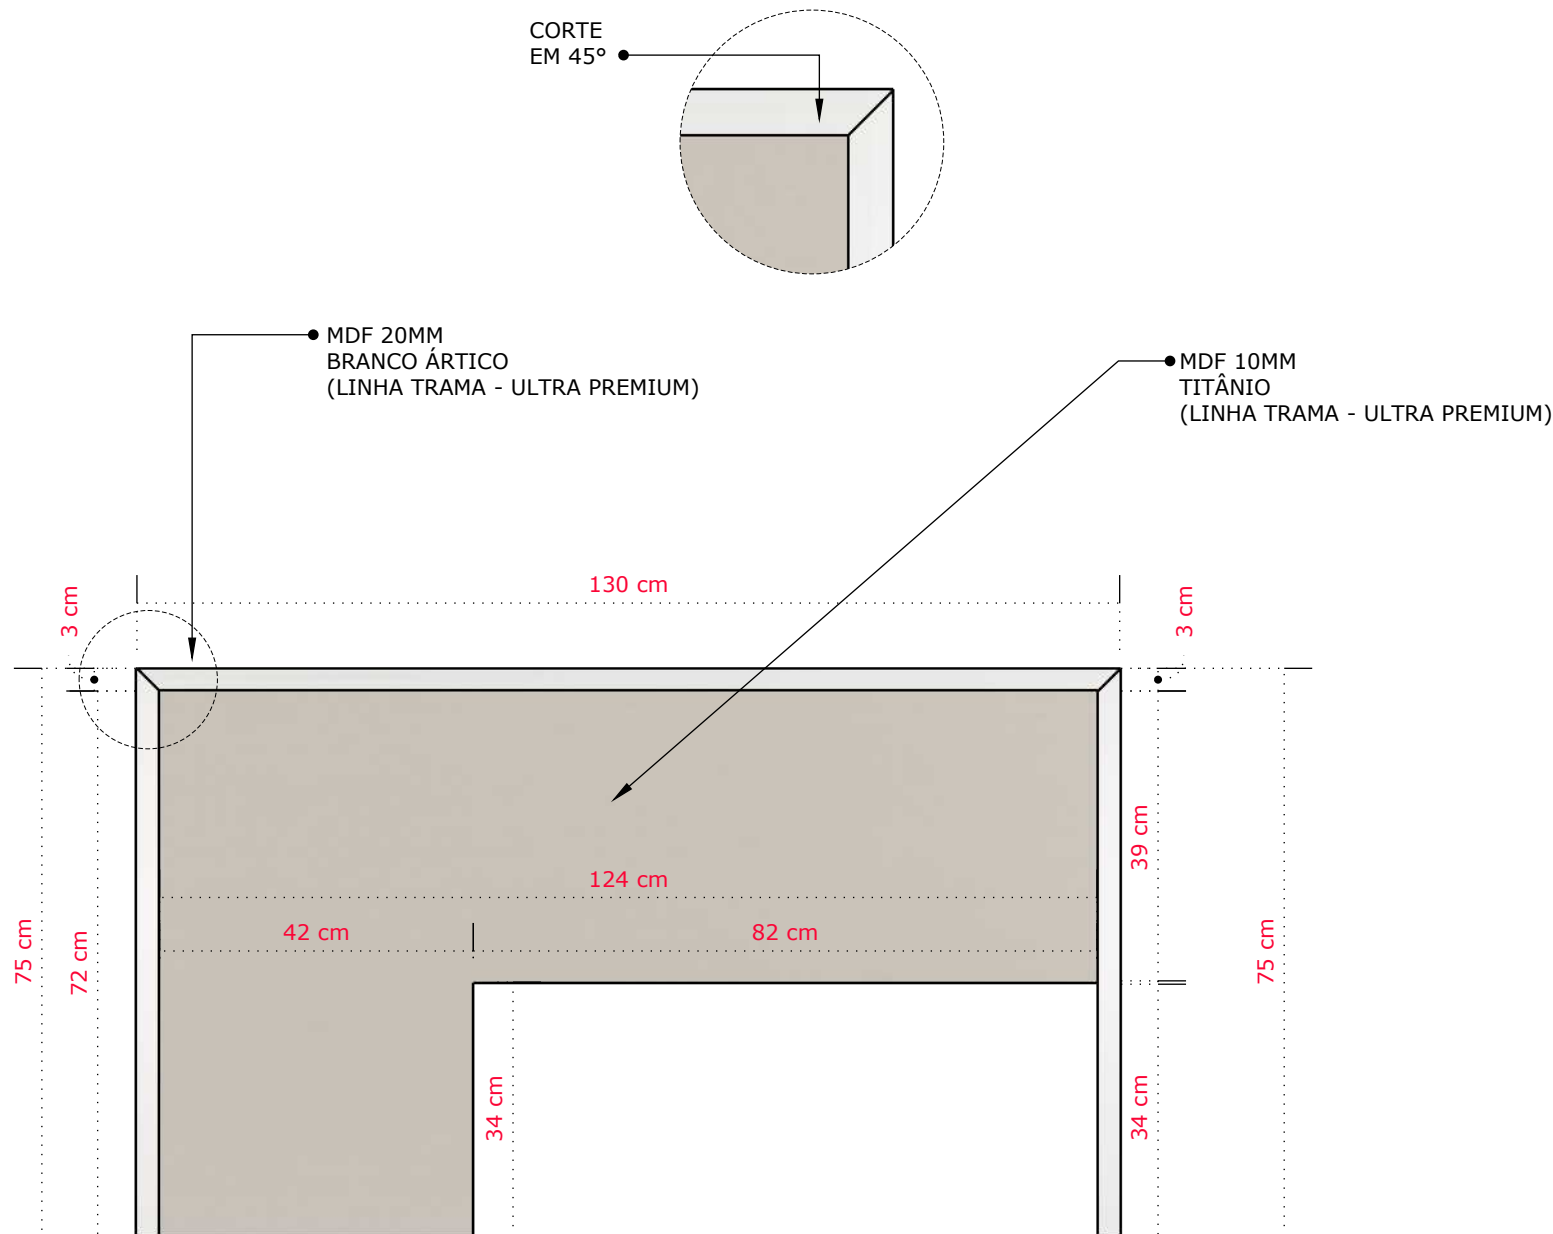 CORTE
EM 45°
MDF 20MM
BRANCO ÁRTICO
(LINHA TRAMA - ULTRA PREMIUM)
MDF 10MM
TITÂNIO
(LINHA TRAMA - ULTRA PREMIUM)
130 cm
3 cm
3 cm
39 cm
124 cm
42 cm
82 cm
75 cm
72 cm
75 cm
34 cm
34 cm